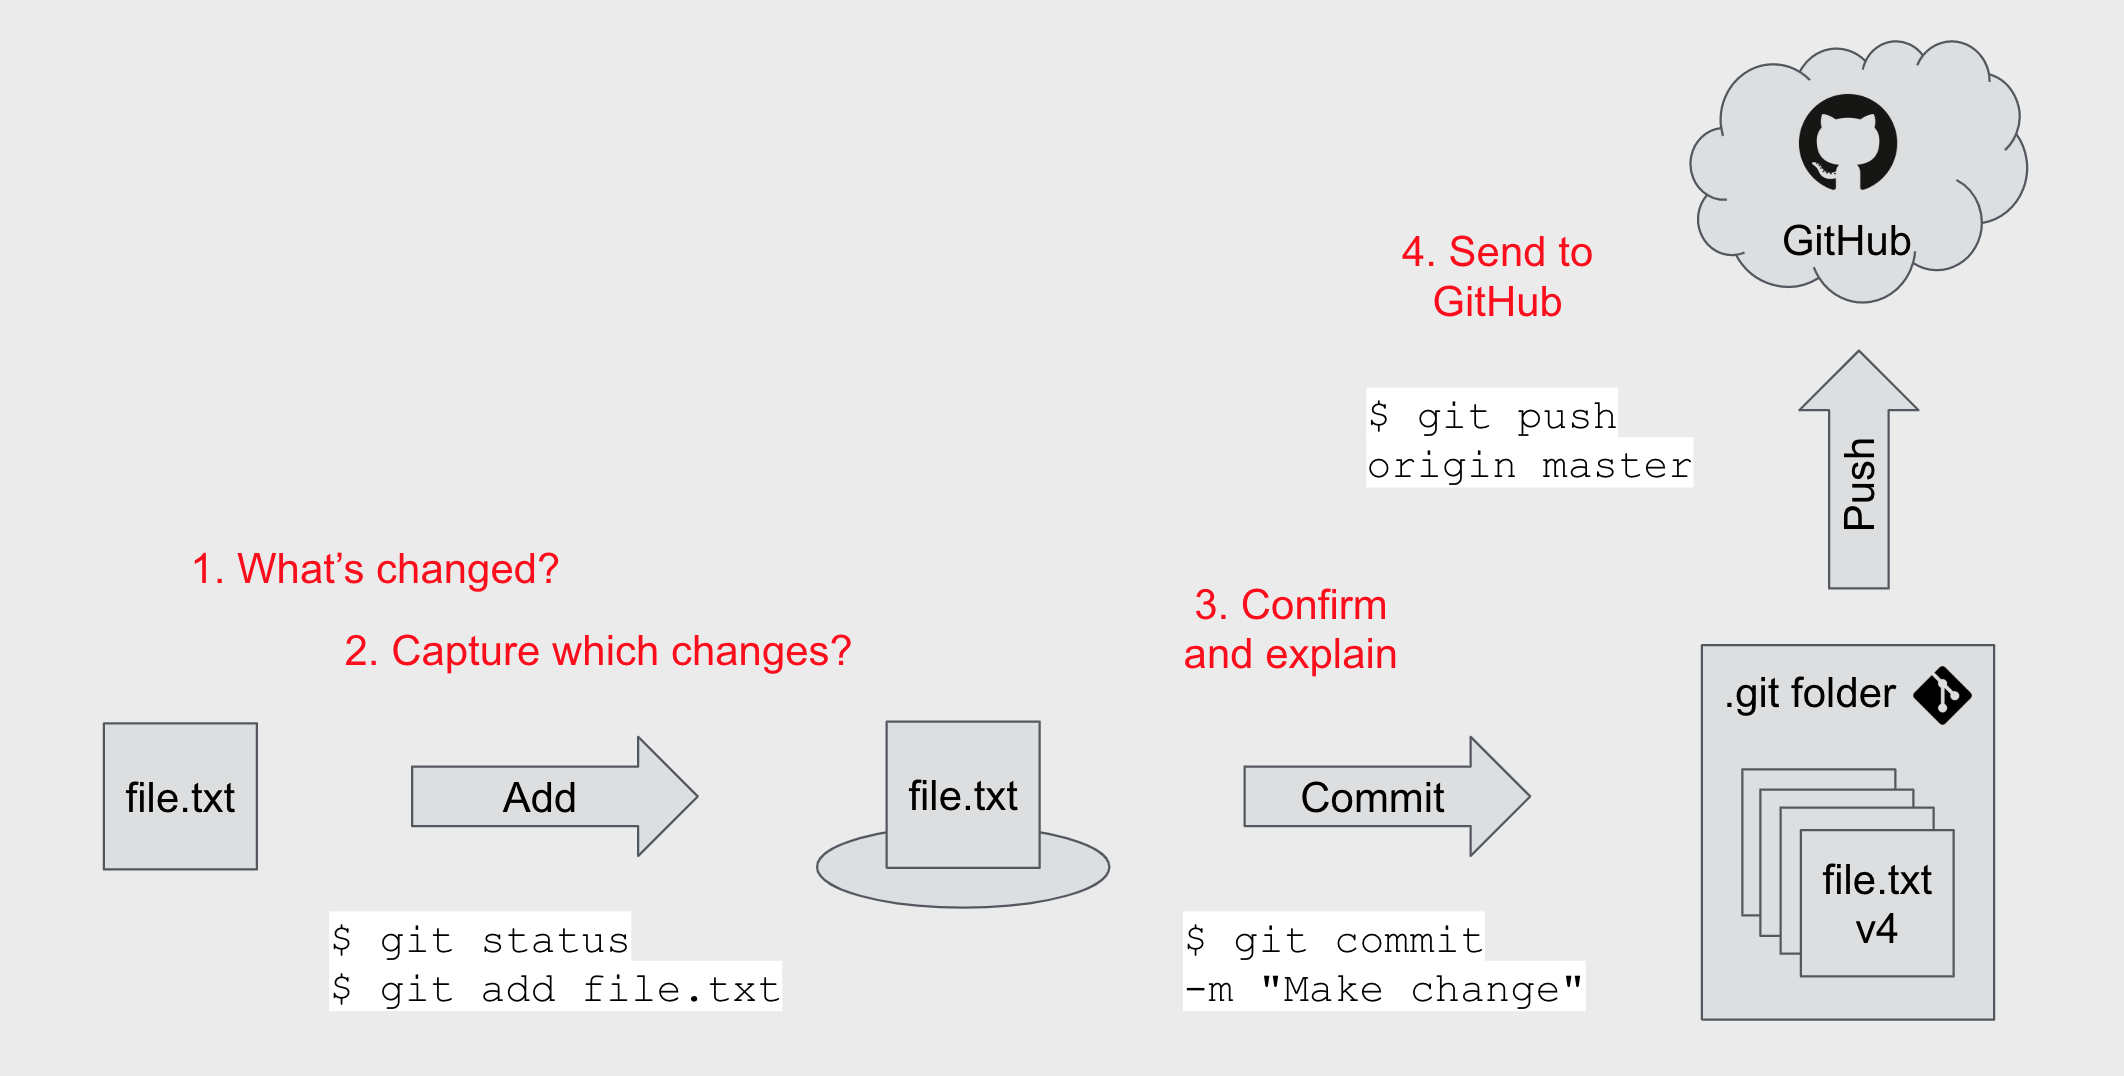 GitHub
4. Send to
GitHub
$ git push
origin master
Push
1. What’s changed?
2. Capture which changes?
3. Confirm
and explain
.git folder
file.txt
Add
file.txt
Commit
file.txt
v4
$ git status
$ git add file.txt
$ git commit
-m "Make change"